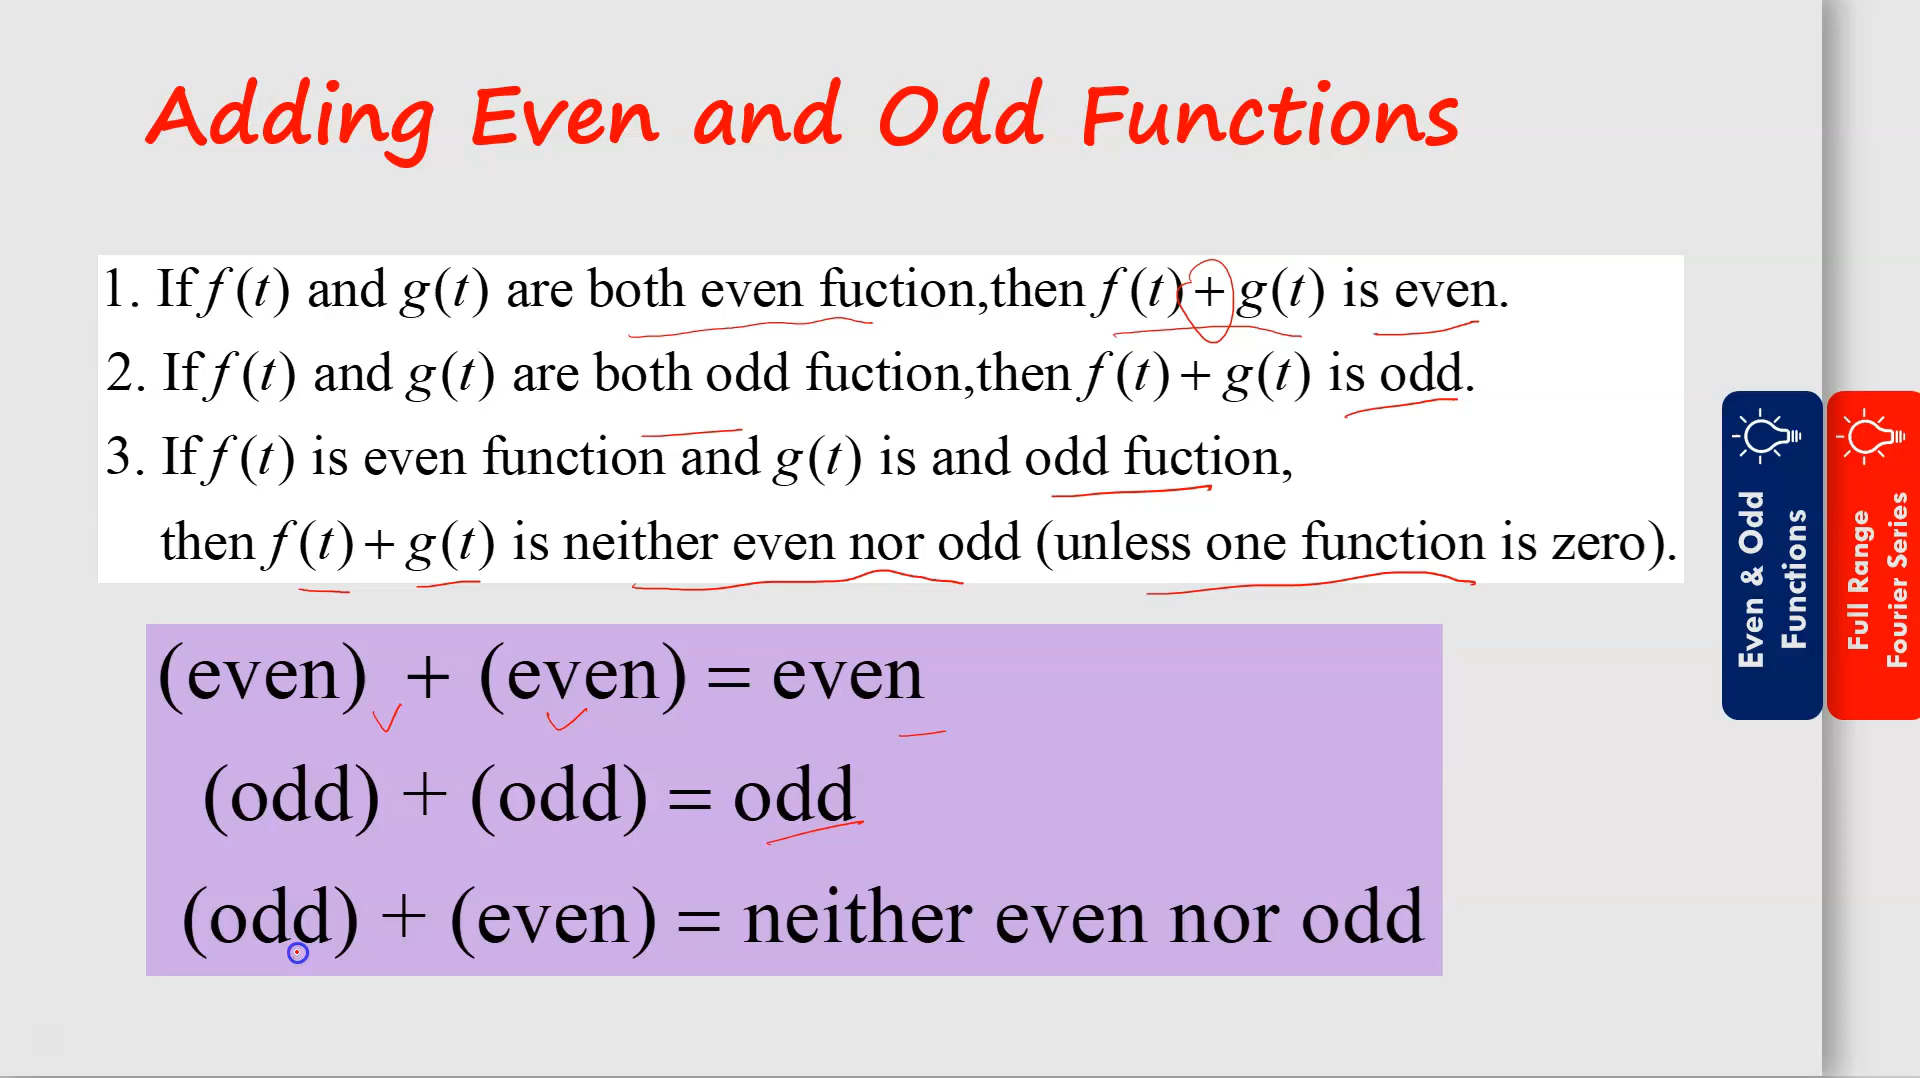 Adding Even and Odd Functions
1. If f(t) and g(t) are both even fuction,then f(t)+g(t) is even.
2. If f(t) and g(t) are both odd fuction,then f(t)+g(t) is odd.
3. If f(t) is even function and g(t) is and odd fuction,
then f(t)+g(t) is neither even nor odd (unless one function is zero).
(even) + (even) = even
(odd) + (odd) = odd
(odd) + (even) = neither even nor odd
Even & Odd
Functions
Full Range
Fourier Series